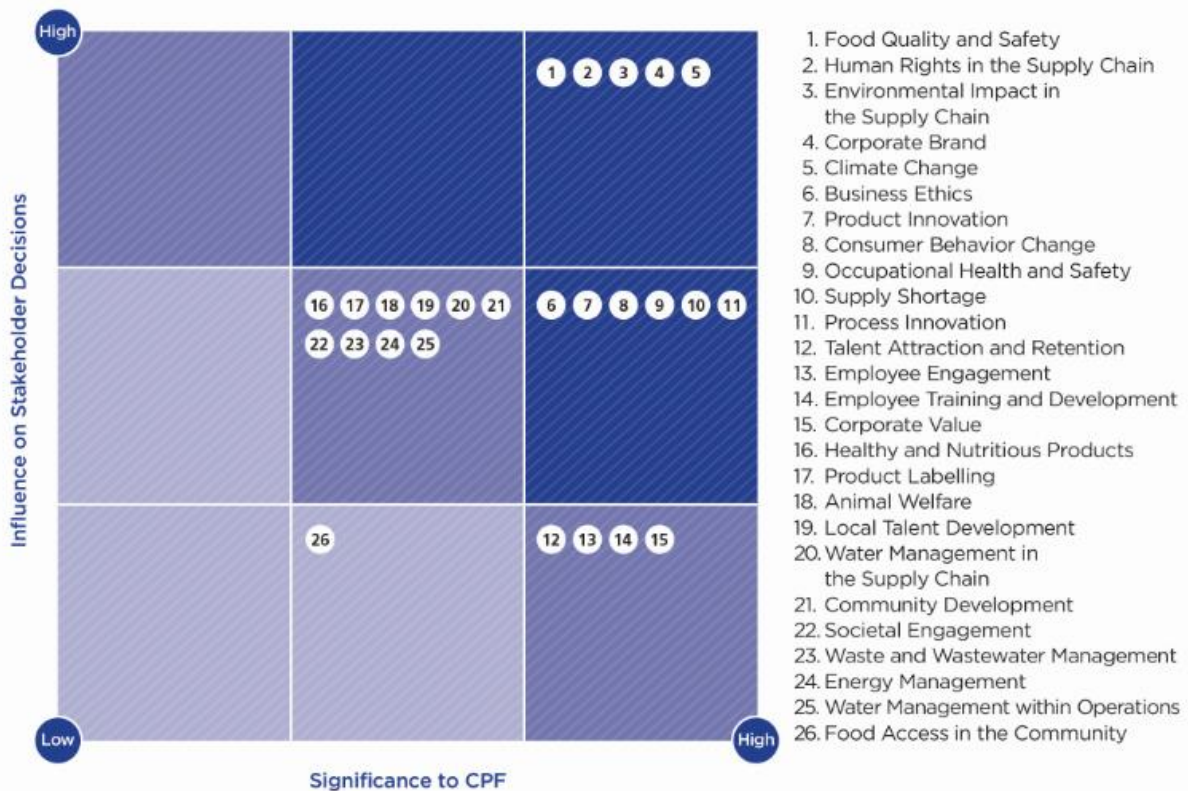 High
1 2 3 4 5
16 17 18 19 20 21
6 7 8 9 10 11
22 23 24 25
26
12 13 14 15
Low
High
Influence on Stakeholder Decisions
Significance to CPF
1. Food Quality and Safety
2. Human Rights in the Supply Chain
3. Environmental Impact in
the Supply Chain
4. Corporate Brand
5. Climate Change
6. Business Ethics
7. Product Innovation
8. Consumer Behavior Change
9. Occupational Health and Safety
10. Supply Shortage
11. Process Innovation
12. Talent Attraction and Retention
13. Employee Engagement
14. Employee Training and Development
15. Corporate Value
16. Healthy and Nutritious Products
17. Product Labelling
18. Animal Welfare
19. Local Talent Development
20. Water Management in
the Supply Chain
21. Community Development
22. Societal Engagement
23. Waste and Wastewater Management
24. Energy Management
25. Water Management within Operations
26. Food Access in the Community